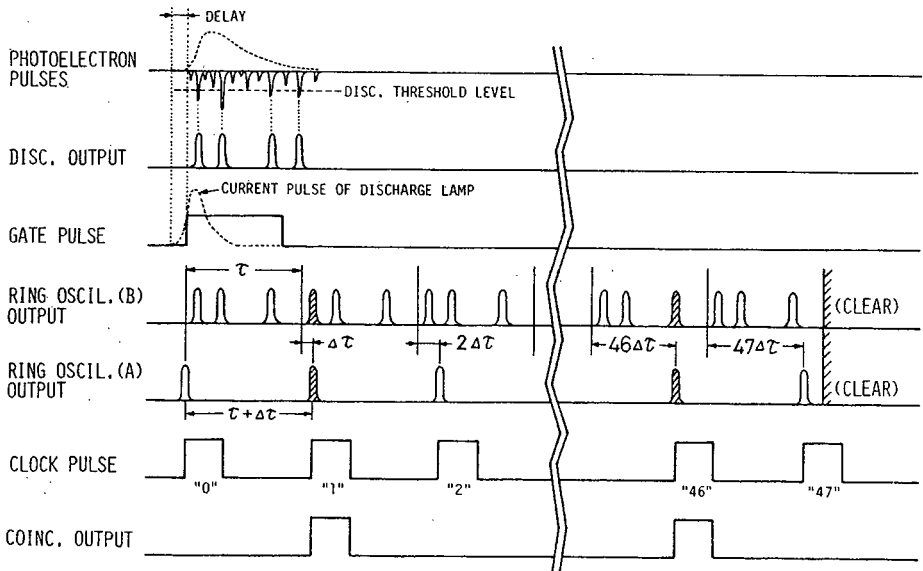 DELAY
PHOTOELECTRON
PULSES
DISC. THRESHOLD LEVEL
DISC. OUTPUT
CURRENT PULSE OF DISCHARGE LAMP
GATE PULSE
τ
RING OSCIL.(B)
OUTPUT
(CLEAR)
Δτ
2Δτ
46Δτ
47Δτ
RING OSCIL.(A)
OUTPUT
(CLEAR)
τ+Δτ
CLOCK PULSE
"0"
"1"
"2"
"46"
"47"
COINC. OUTPUT